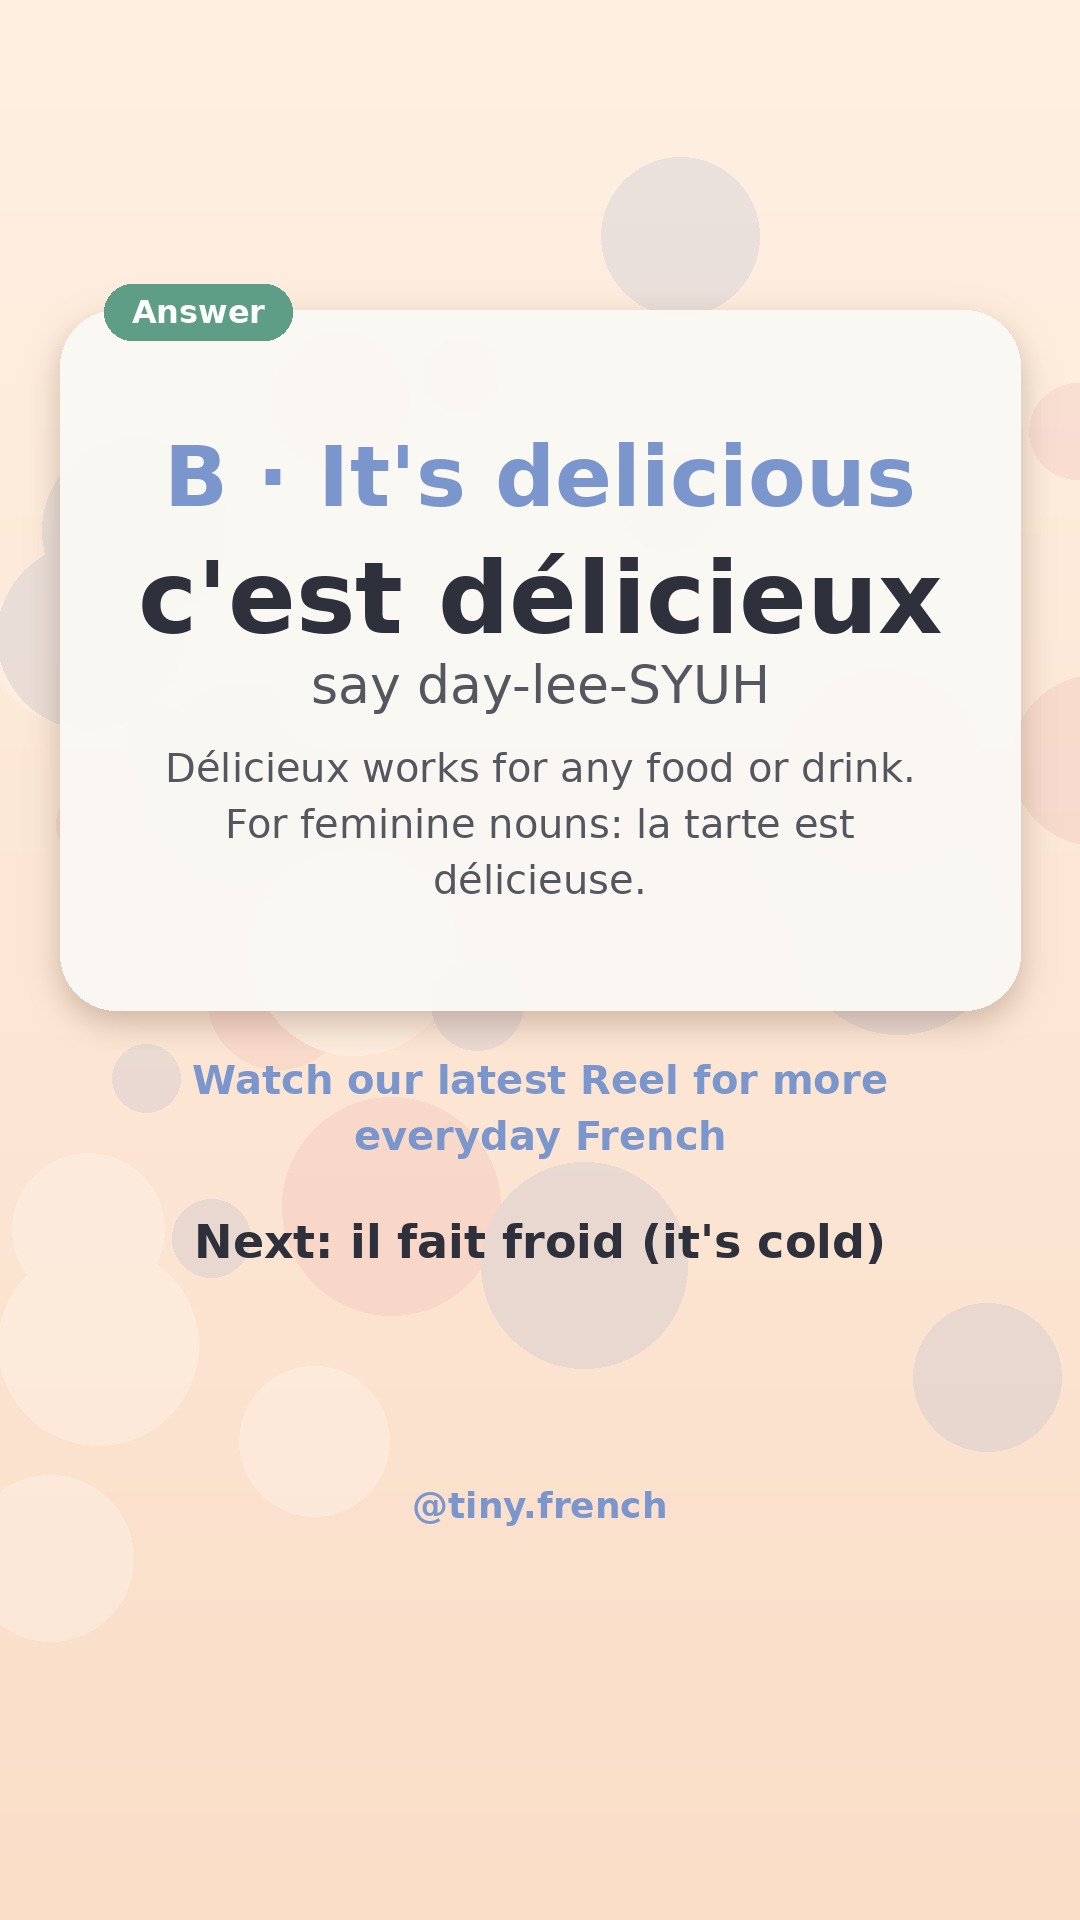 Answer
B · It's delicious
c'est délicieux
say day-lee-SYUH
Délicieux works for any food or drink.
For feminine nouns: la tarte est
délicieuse.
Watch our latest Reel for more
everyday French
Next: il fait froid (it's cold)
@tiny.french